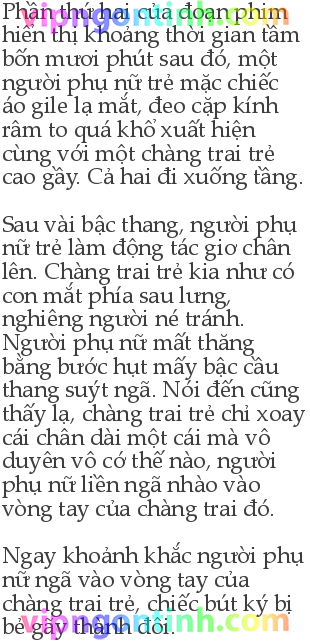 vipngontinh.com
Phần thứ hai của đoạn phim
hiển thị khoảng thời gian tầm
bốn mươi phút sau đó, một
người phụ nữ trẻ mặc chiếc
áo gile lạ mắt, đeo cặp kính
râm to quá khổ xuất hiện
cùng với một chàng trai trẻ
cao gầy. Cả hai đi xuống tầng.
Sau vài bậc thang, người phụ
nữ trẻ làm động tác giơ chân
lên. Chàng trai trẻ kia như có
con mắt phía sau lưng,
nghiêng người né tránh.
Người phụ nữ mất thăng
bằng bước hụt mấy bậc cầu
thang suýt ngã. Nói đến cũng
thấy lạ, chàng trai trẻ chỉ xoay
cái chân dài một cái mà vô
duyên vô cớ thế nào, người
phụ nữ liền ngã nhào vào
vòng tay của chàng trai đó.
Ngay khoảnh khắc người phụ
nữ ngã vào vòng tay của
chàng trai trẻ, chiếc bút ký bị
bẻ gãy thành đôi.
vipngontinh.com